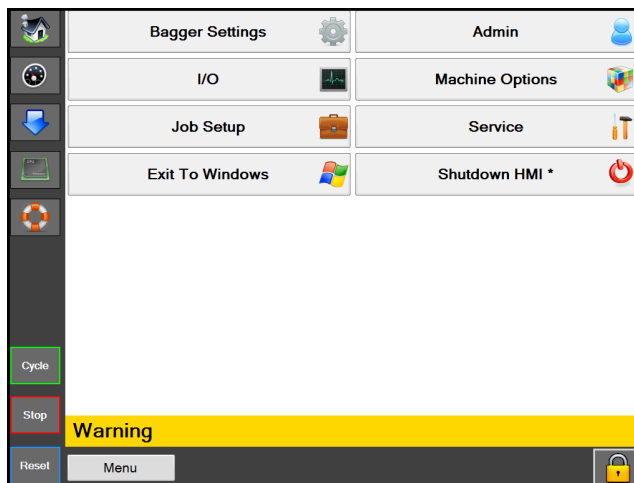 Bagger Settings
Admin
I/O
Machine Options
Job Setup
Service
Exit To Windows
Shutdown HMI *
Cycle
Stop
Warning
Reset
Menu